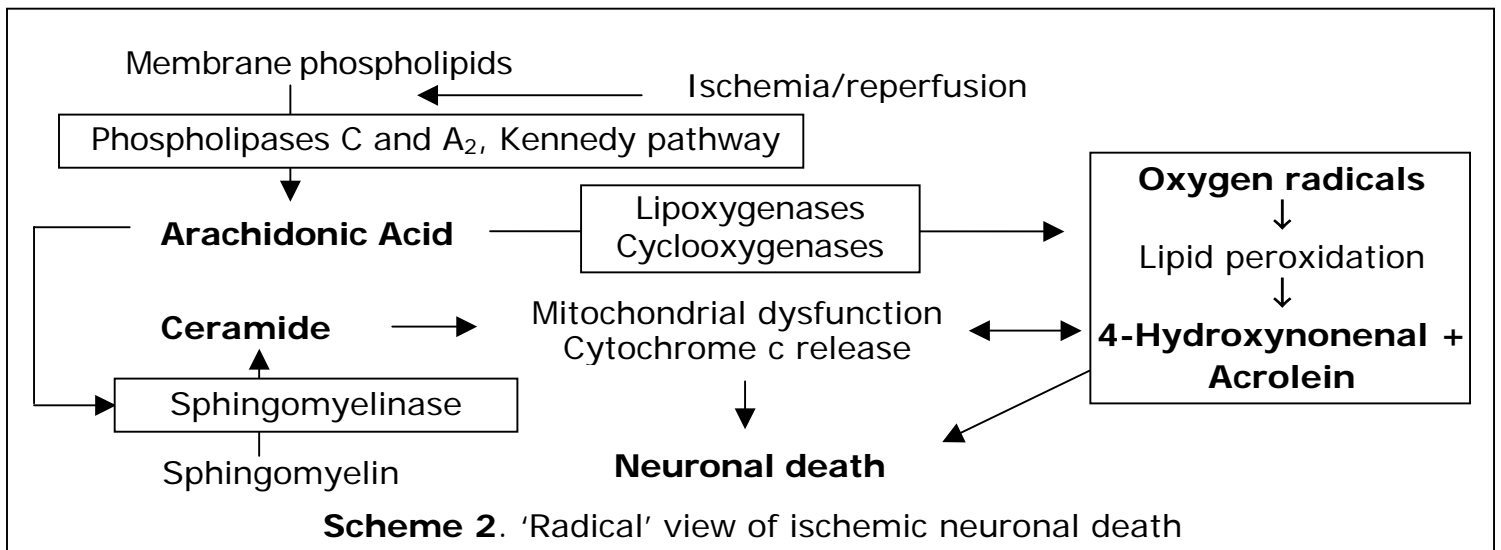 Membrane phospholipids
Ischemia/reperfusion
Phospholipases C and A₂, Kennedy pathway
Oxygen radicals
Lipoxygenases
Cyclooxygenases
Arachidonic Acid
Lipid peroxidation
Ceramide
Mitochondrial dysfunction
Cytochrome c release
4-Hydroxynonenal +
Acrolein
Sphingomyelinase
Sphingomyelin
Neuronal death
Scheme 2. ‘Radical’ view of ischemic neuronal death